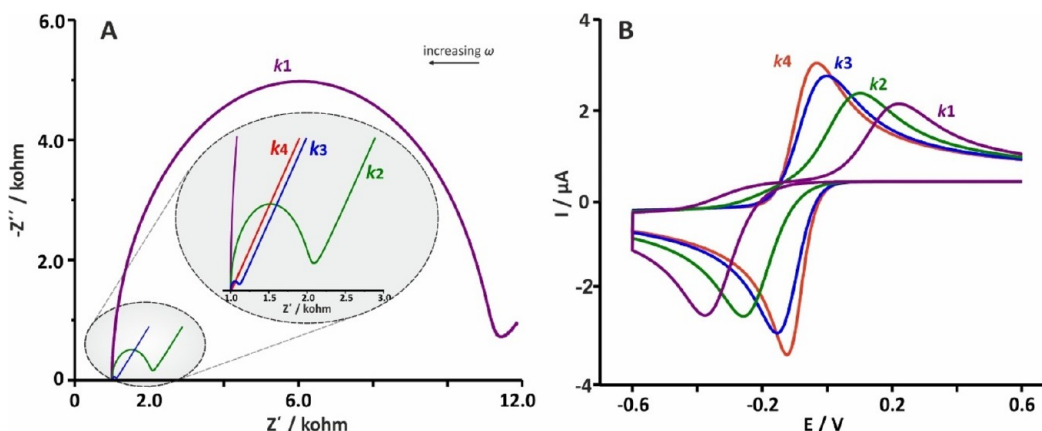 A
6.0
4.0
2.0
0
-Z´´ / kohm
increasing ω
k1
k4
k3
k2
1.0 1.5 2.0 2.5 3.0
Z´ / kohm
0 2.0 6.0 12.0
Z´ / kohm
B
4
2
0
-2
-4
I / µA
k4
k3
k2
k1
-0.6 -0.2 0.2 0.6
E / V